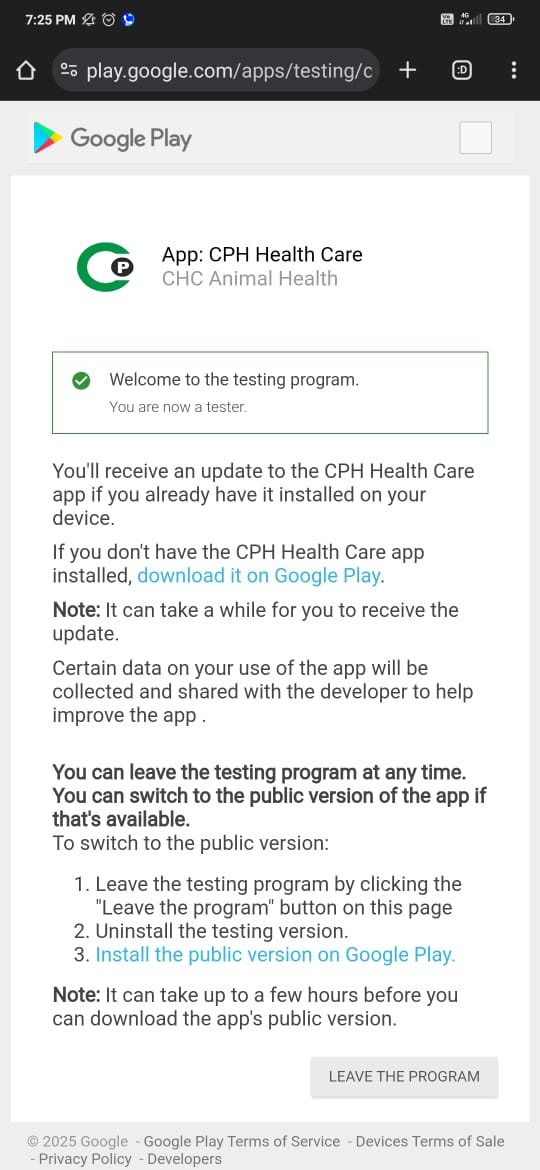 7:25 PM
4G
34
play.google.com/apps/testing/c
:D
Google Play
P
App: CPH Health Care
CHC Animal Health
Welcome to the testing program.
You are now a tester.
You'll receive an update to the CPH Health Care
app if you already have it installed on your
device.
If you don't have the CPH Health Care app
installed, download it on Google Play.
Note: It can take a while for you to receive the
update.
Certain data on your use of the app will be
collected and shared with the developer to help
improve the app .
You can leave the testing program at any time.
You can switch to the public version of the app if
that's available.
To switch to the public version:
1. Leave the testing program by clicking the
"Leave the program" button on this page
2. Uninstall the testing version.
3. Install the public version on Google Play.
Note: It can take up to a few hours before you
can download the app's public version.
LEAVE THE PROGRAM
© 2025 Google - Google Play Terms of Service - Devices Terms of Sale
- Privacy Policy - Developers